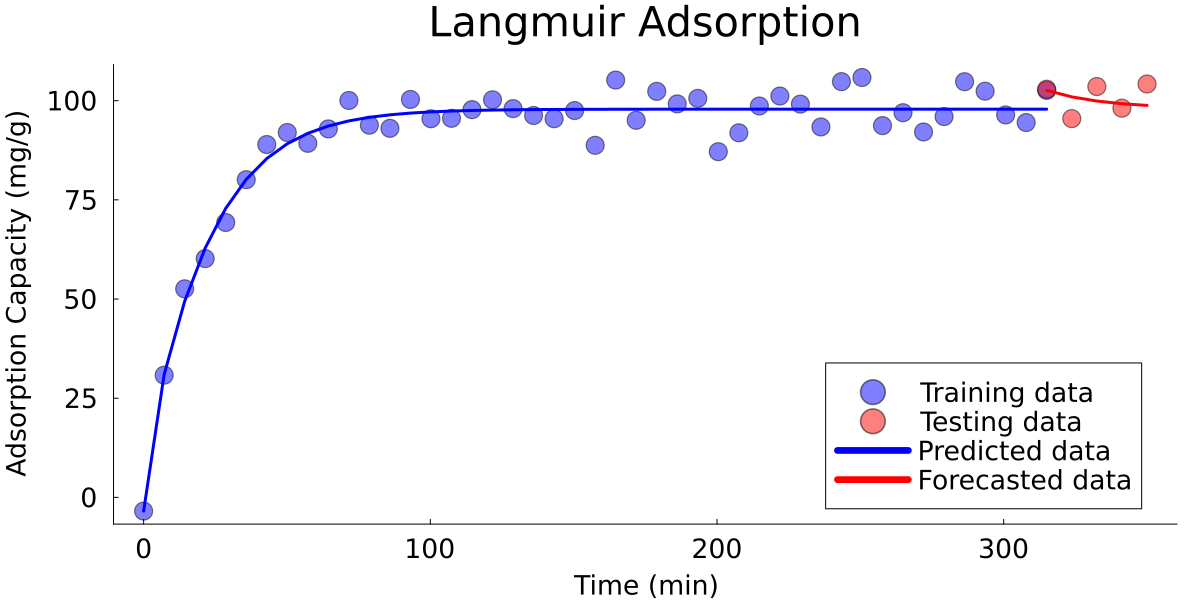 Langmuir Adsorption
Adsorption Capacity (mg/g)
100
75
50
25
0
0
100
200
300
Time (min)
Training data
Testing data
Predicted data
Forecasted data